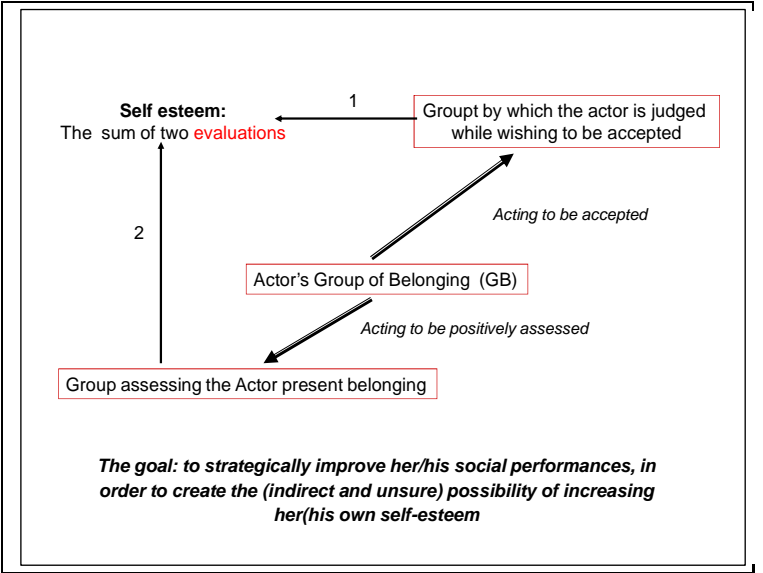 Self esteem:
The sum of two evaluations
1
Groupt by which the actor is judged
while wishing to be accepted
Acting to be accepted
2
Actor’s Group of Belonging (GB)
Acting to be positively assessed
Group assessing the Actor present belonging
The goal: to strategically improve her/his social performances, in
order to create the (indirect and unsure) possibility of increasing
her(his own self-esteem